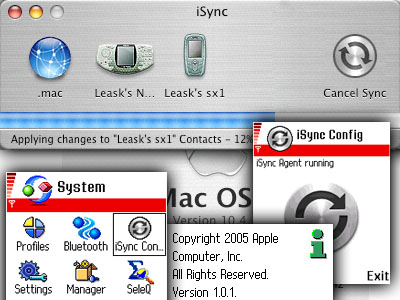 iSync
.mac
Leask's N...
Leask's sx1
Cancel Sync
Applying changes to "Leask's sx1" Contacts – 12%
iSync Config
iSync Agent running
Exit
System
Profiles
Bluetooth
iSync Con...
Settings
Manager
SeleQ
Mac OS
Version 10.4
Copyright 2005 Apple
Computer, Inc.
All Rights Reserved.
Version 1.0.1.